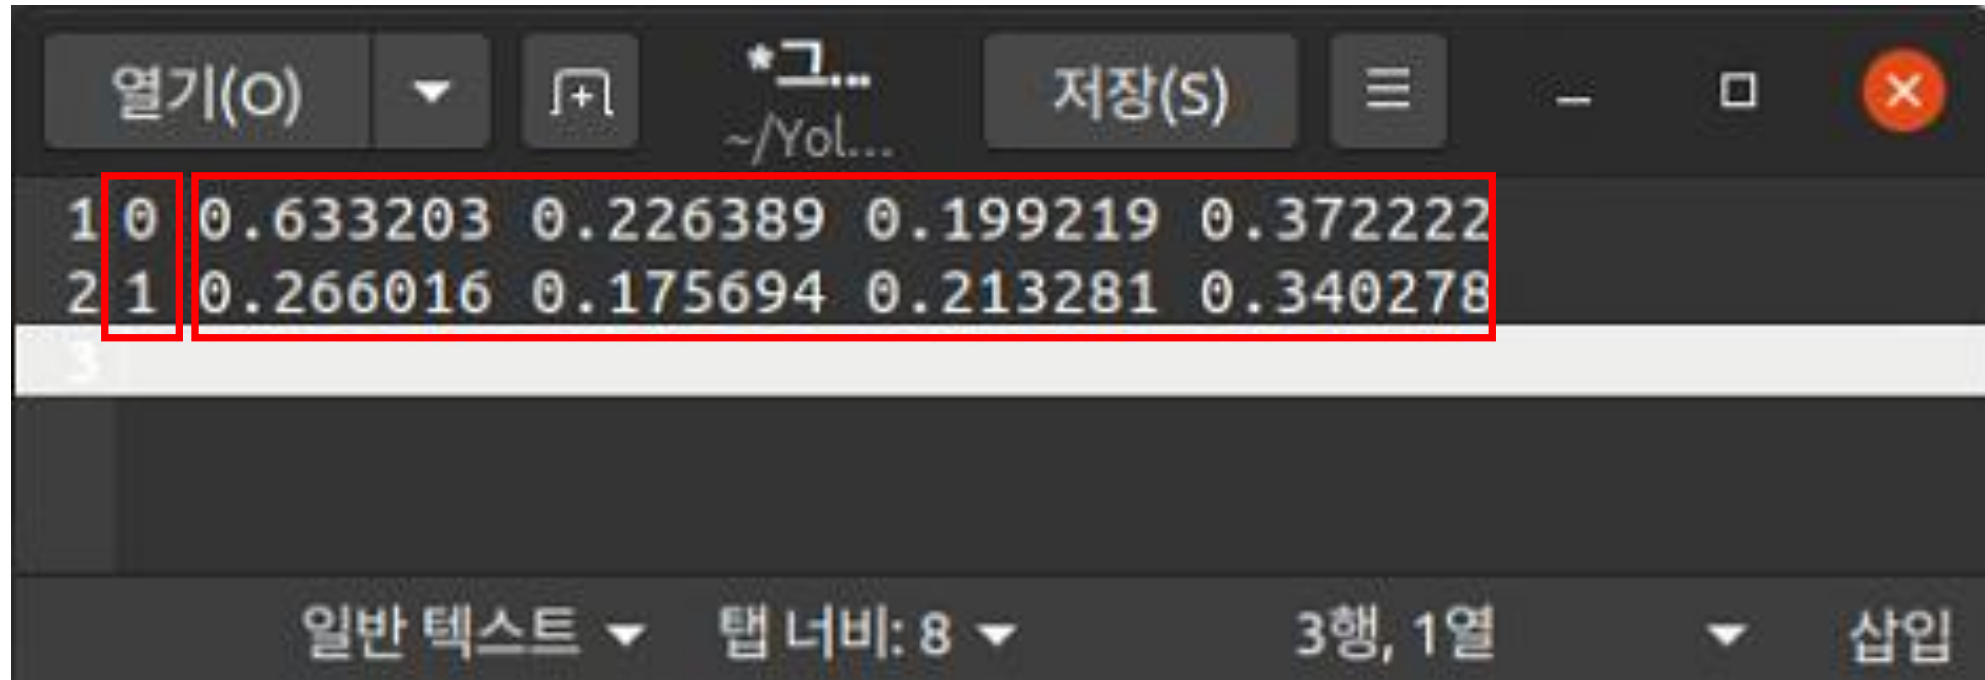 열기(O) *그... 저장(S)
~/Yol...
1 0 0.633203 0.226389 0.199219 0.372222
2 1 0.266016 0.175694 0.213281 0.340278
3
일반 텍스트 탭 너비: 8 3행, 1열 삽입